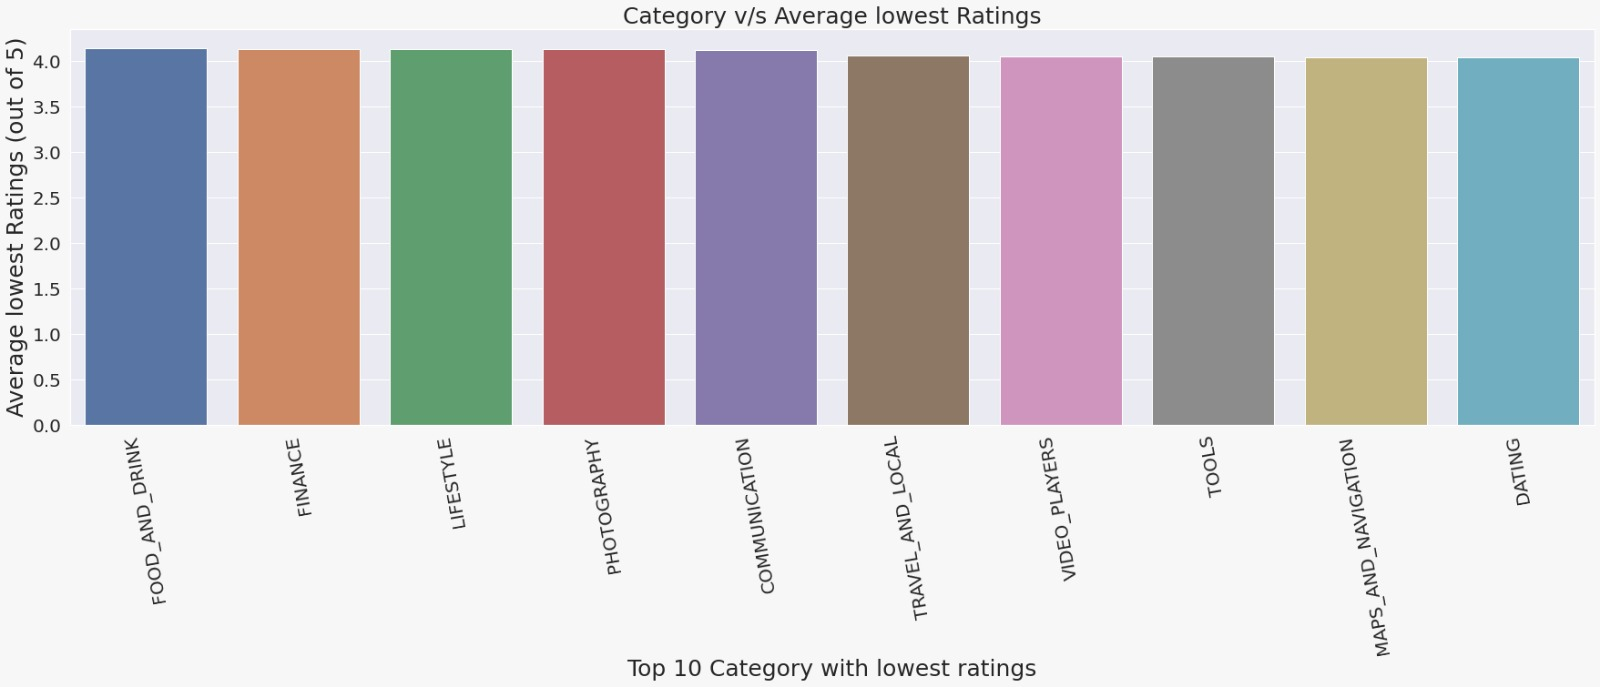 Category v/s Average lowest Ratings
Average lowest Ratings (out of 5)
4.0
3.5
3.0
2.5
2.0
1.5
1.0
0.5
0.0
FOOD_AND_DRINK
FINANCE
LIFESTYLE
PHOTOGRAPHY
COMMUNICATION
TRAVEL_AND_LOCAL
VIDEO_PLAYERS
TOOLS
MAPS_AND_NAVIGATION
DATING
Top 10 Category with lowest ratings